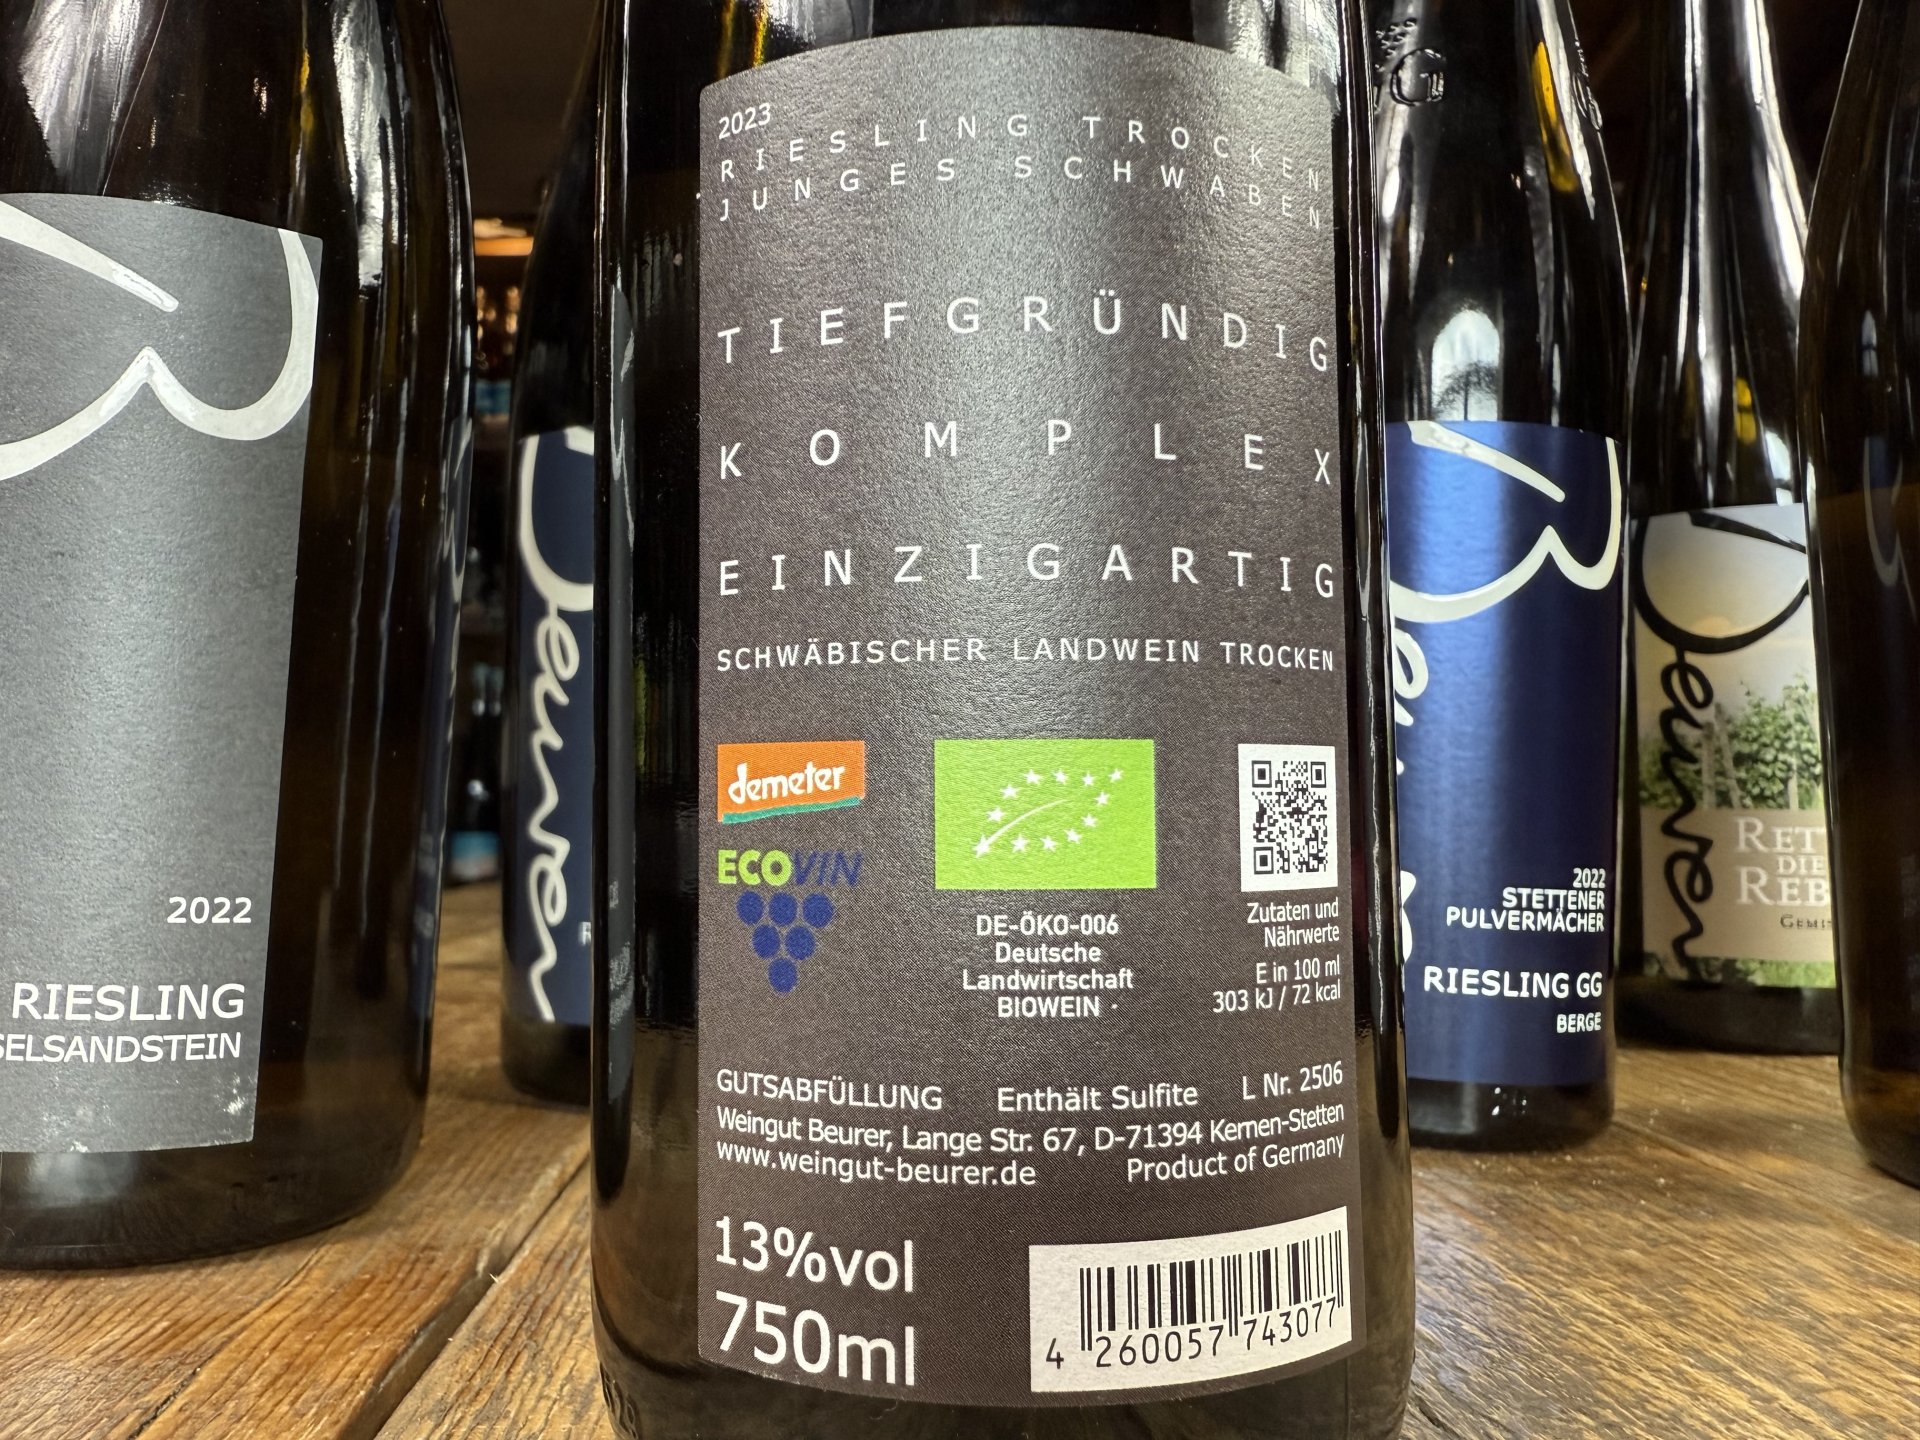 2023
RIESLING TROCKEN
JUNGES SCHWABEN
TIEFGRÜNDIG
KOMPLEX
EINZIGARTIG
SCHWÄBISCHER LANDWEIN TROCKEN
demeter
ECOVIN
DE-ÖKO-006
Deutsche
Landwirtschaft
BIOWEIN
Zutaten und
Nährwerte
E in 100 ml
303 kJ / 72 kcal
GUTSABFÜLLUNG Enthält Sulfite L Nr. 2506
Weingut Beurer, Lange Str. 67, D-71394 Kernen-Stetten
www.weingut-beurer.de Product of Germany
13%vol
750ml
4 260057 743077
2022
RIESLING
Beurer
2022
STETTENER
PULVERMÄCHER
RIESLING GG
BERGE
Beurer
DIE